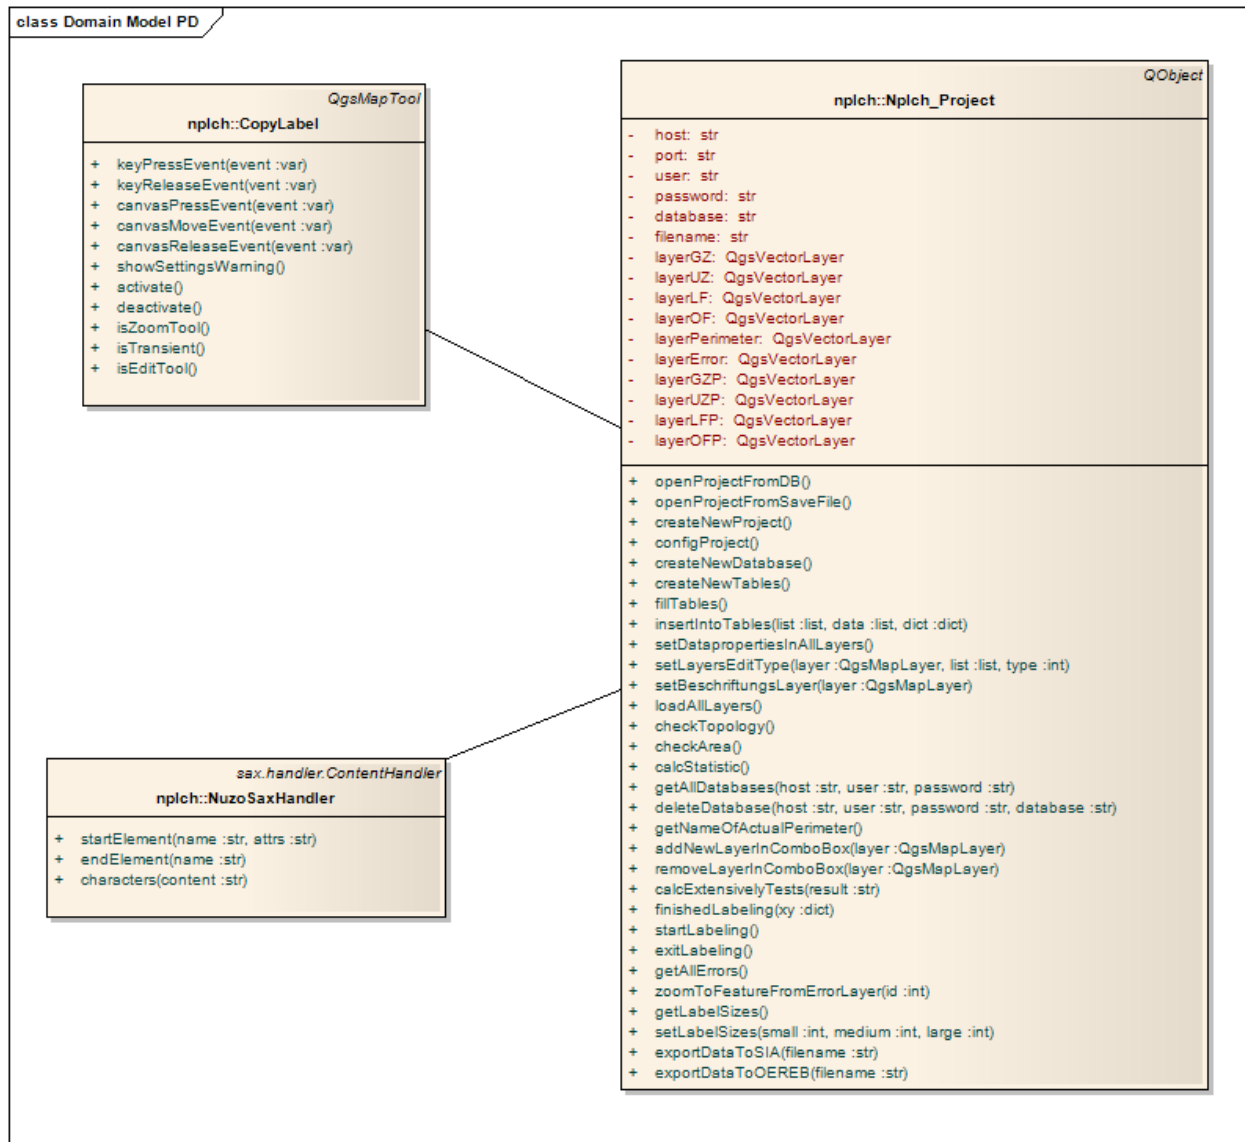 class Domain Model PD
QgsMapTool
nplch::CopyLabel
+ keyPressEvent(event :var)
+ keyReleaseEvent(vent :var)
+ canvasPressEvent(event :var)
+ canvasMoveEvent(event :var)
+ canvasReleaseEvent(event :var)
+ showSettingsWarning()
+ activate()
+ deactivate()
+ isZoomTool()
+ isTransient()
+ isEditTool()
QObject
nplch::Nplch_Project
- host: str
- port: str
- user: str
- password: str
- database: str
- filename: str
- layerGZ: QgsVectorLayer
- layerUZ: QgsVectorLayer
- layerLF: QgsVectorLayer
- layerOF: QgsVectorLayer
- layerPerimeter: QgsVectorLayer
- layerError: QgsVectorLayer
- layerGZP: QgsVectorLayer
- layerUZP: QgsVectorLayer
- layerLFP: QgsVectorLayer
- layerOFP: QgsVectorLayer
+ openProjectFromDB()
+ openProjectFromSaveFile()
+ createNewProject()
+ configProject()
+ createNewDatabase()
+ createNewTables()
+ fillTables()
+ insertIntoTables(list :list, data :list, dict :dict)
+ setDatapropertiesInAllLayers()
+ setLayersEditType(layer :QgsMapLayer, list :list, type :int)
+ setBeschriftungsLayer(layer :QgsMapLayer)
+ loadAllLayers()
+ checkTopology()
+ checkArea()
+ calcStatistic()
+ getAllDatabases(host :str, user :str, password :str)
+ deleteDatabase(host :str, user :str, password :str, database :str)
+ getNameOfActualPerimeter()
+ addNewLayerInComboBox(layer :QgsMapLayer)
+ removeLayerInComboBox(layer :QgsMapLayer)
+ calcExtensivelyTests(result :str)
+ finishedLabeling(xy :dict)
+ startLabeling()
+ exitLabeling()
+ getAllErrors()
+ zoomToFeatureFromErrorLayer(id :int)
+ getLabelSizes()
+ setLabelSizes(small :int, medium :int, large :int)
+ exportDataToSIA(filename :str)
+ exportDataToOEREB(filename :str)
sax.handler.ContentHandler
nplch::NuzoSaxHandler
+ startElement(name :str, attrs :str)
+ endElement(name :str)
+ characters(content :str)